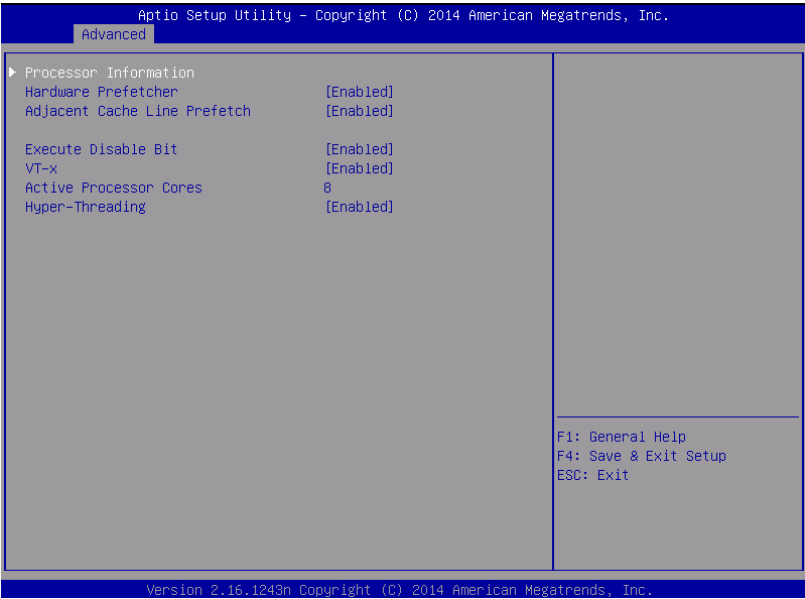 Aptio Setup Utility – Copyright (C) 2014 American Megatrends, Inc.
Advanced
Processor Information
Hardware Prefetcher [Enabled]
Adjacent Cache Line Prefetch [Enabled]
Execute Disable Bit [Enabled]
VT-x [Enabled]
Active Processor Cores 8
Hyper-Threading [Enabled]
F1: General Help
F4: Save & Exit Setup
ESC: Exit
Version 2.16.1243n Copyright (C) 2014 American Megatrends, Inc.